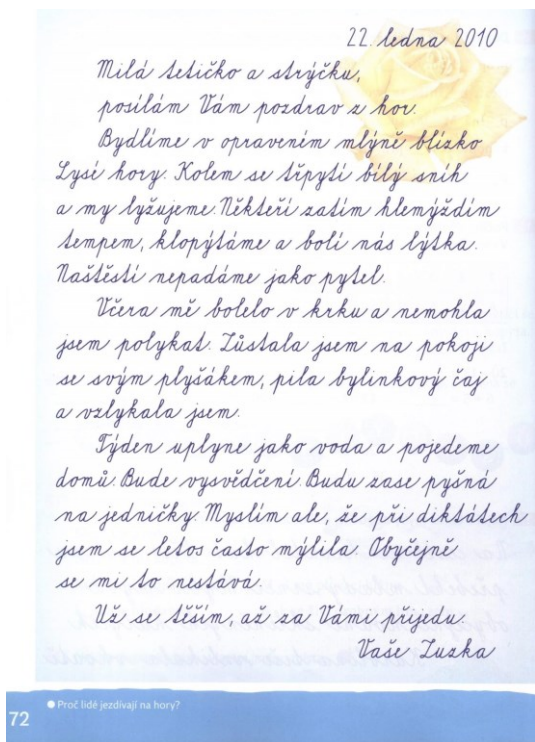 22. ledna 2010
Milá tetičko a strýčku,
posílám Vám pozdrav z hor.
Bydlíme v opraveném mlýně blízko
Lysé hory. Kolem se třpytí bílý sníh
a my lyžujeme. Někteří zatím hlemýždím
tempem, klopýtáme a bolí nás lýtka.
Naštěstí nepadáme jako pytel.
Včera mě bolelo v krku a nemohla
jsem polykat. Zůstala jsem na pokoji
se svým plyšákem, pila bylinkový čaj
a vzlykala jsem.
Týden uplyne jako voda a pojedeme
domů. Bude vysvědčení. Budu zase pyšná
na jedničky. Myslím ale, že při diktátech
jsem se letos často mýlila. Obyčejně
se mi to nestává.
Už se těším, až za Vámi přijedu.
Vaše Zuzka
● Proč lidé jezdívají na hory?
72